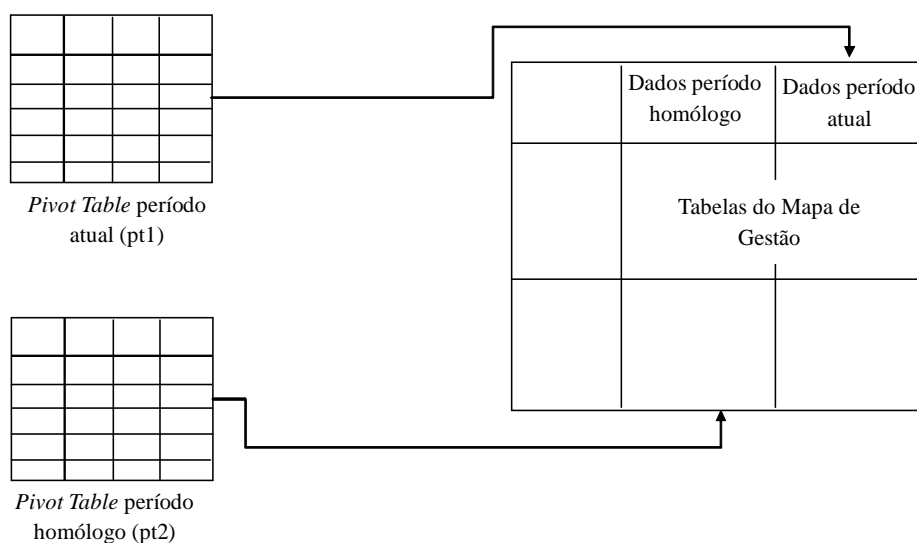 Pivot Table período
atual (pt1)
Dados período
homólogo
Dados período
atual
Tabelas do Mapa de
Gestão
Pivot Table período
homólogo (pt2)